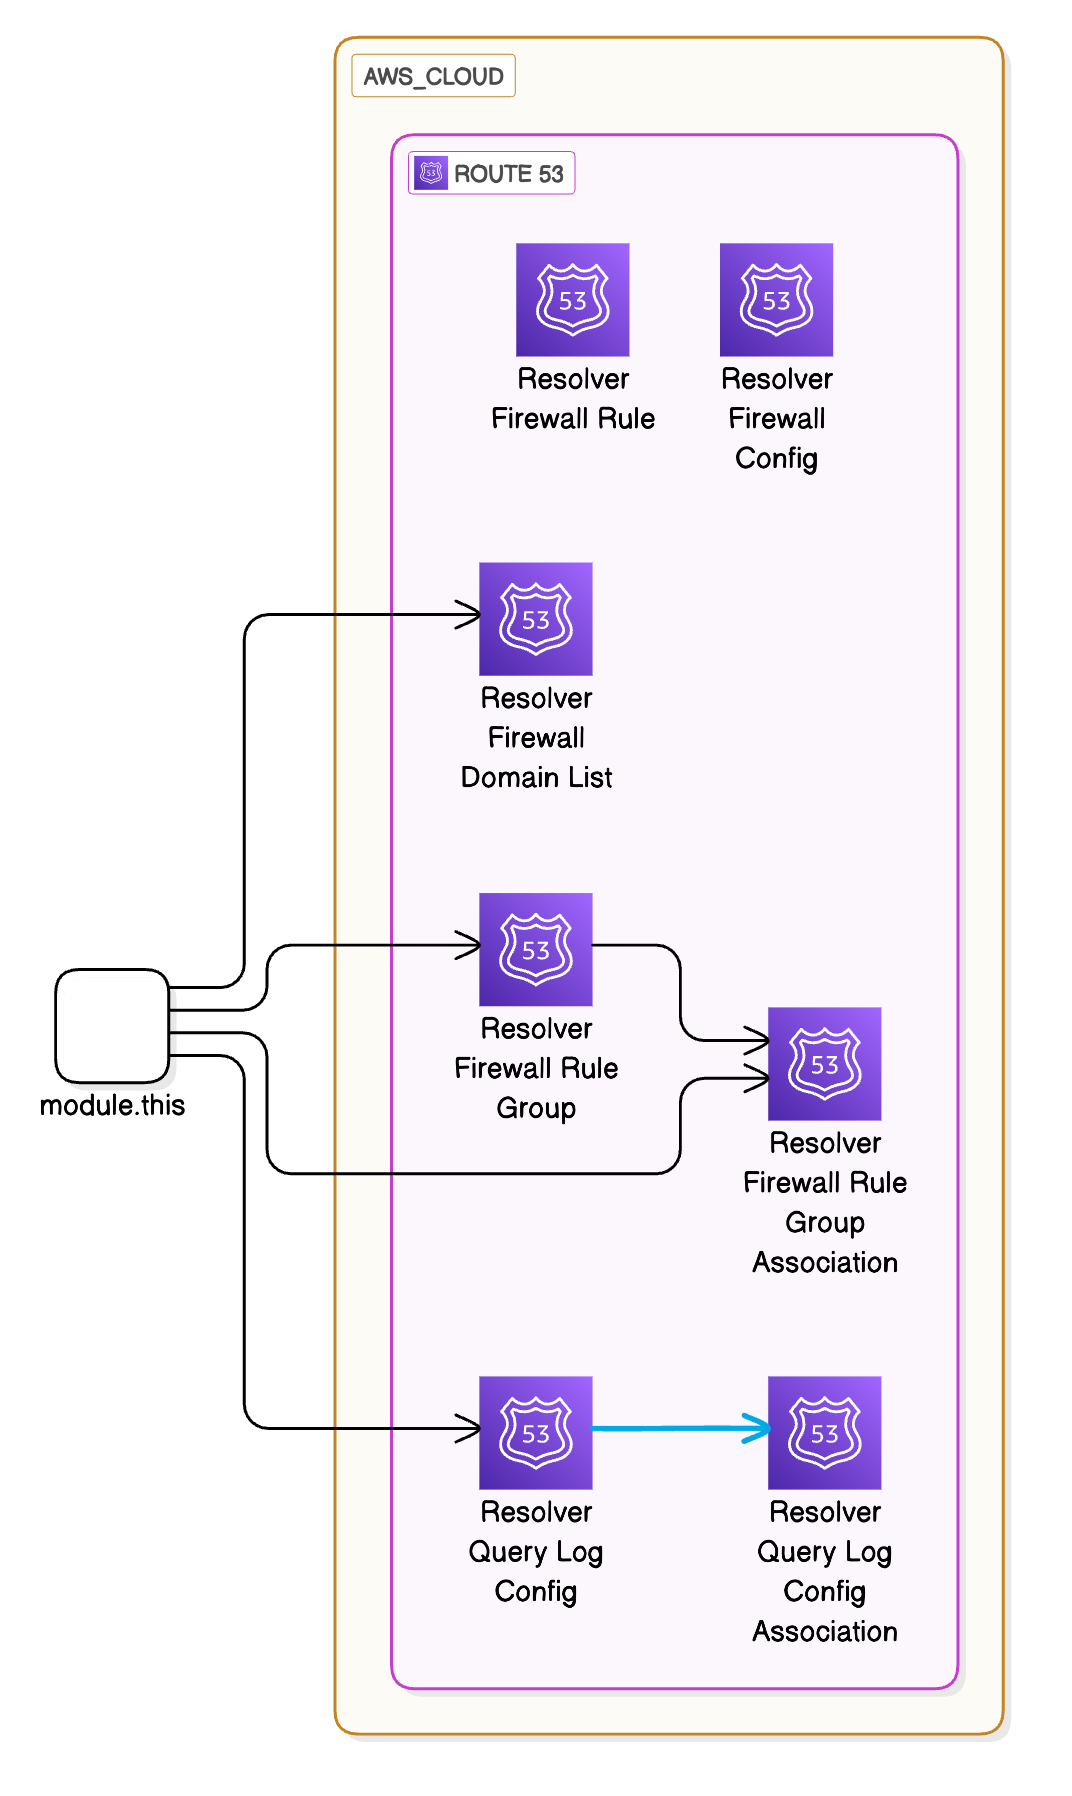 AWS_CLOUD
53 ROUTE 53
53
Resolver
Firewall Rule
53
Resolver
Firewall
Config
53
Resolver
Firewall
Domain List
53
Resolver
Firewall Rule
Group
module.this
53
Resolver
Firewall Rule
Group
Association
53
Resolver
Query Log
Config
53
Resolver
Query Log
Config
Association